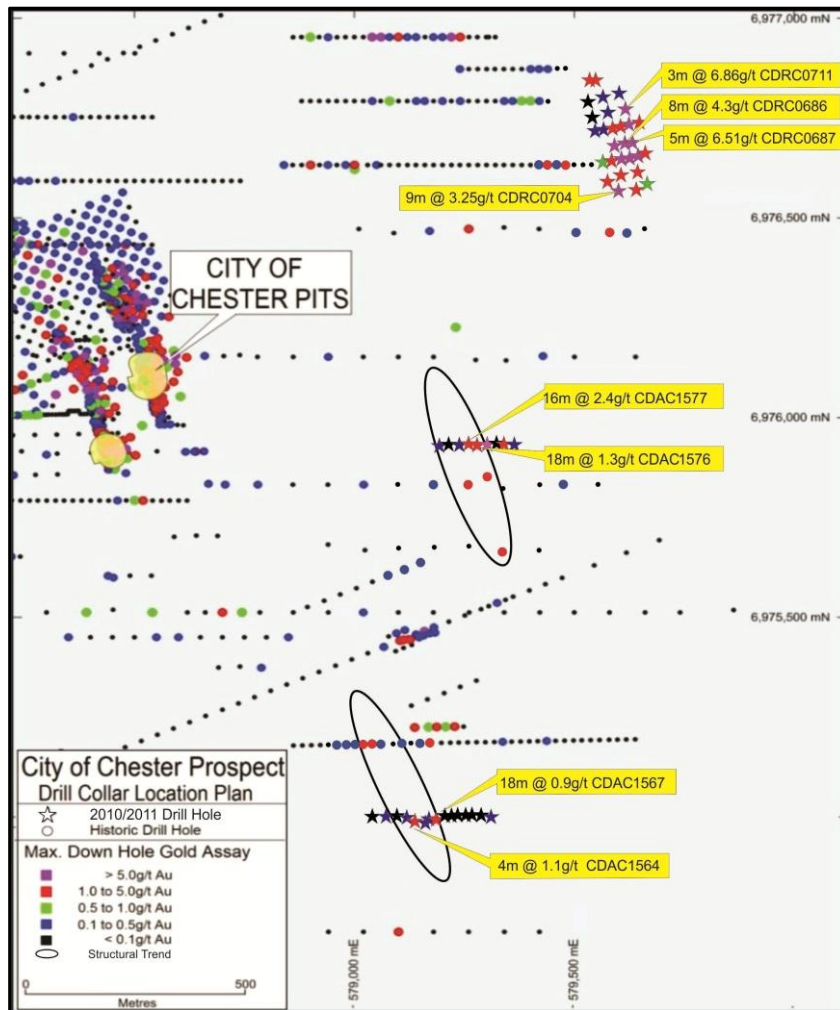 6,977,000 mN
3m @ 6.86g/t CDRC0711
8m @ 4.3g/t CDRC0686
5m @ 6.51g/t CDRC0687
9m @ 3.25g/t CDRC0704
6,976,500 mN
CITY OF
CHESTER PITS
16m @ 2.4g/t CDAC1577
6,976,000 mN
18m @ 1.3g/t CDAC1576
6,975,500 mN
18m @ 0.9g/t CDAC1567
4m @ 1.1g/t CDAC1564
City of Chester Prospect
Drill Collar Location Plan
2010/2011 Drill Hole
Historic Drill Hole
Max. Down Hole Gold Assay
> 5.0g/t Au
1.0 to 5.0g/t Au
0.5 to 1.0g/t Au
0.1 to 0.5g/t Au
< 0.1g/t Au
Structural Trend
0 500
Metres
579,000 mE
579,500 mE